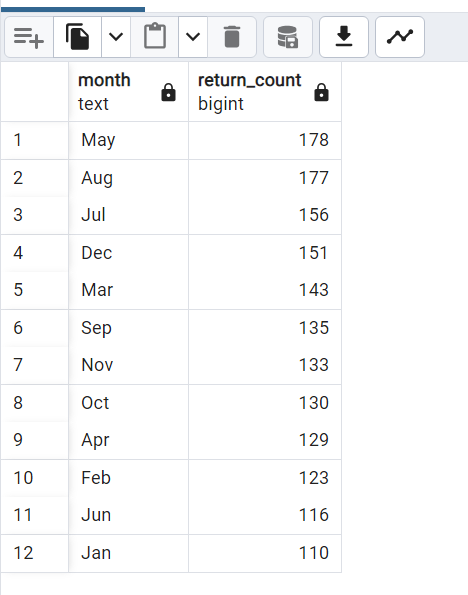 month return_count
text bigint
1 May 178
2 Aug 177
3 Jul 156
4 Dec 151
5 Mar 143
6 Sep 135
7 Nov 133
8 Oct 130
9 Apr 129
10 Feb 123
11 Jun 116
12 Jan 110